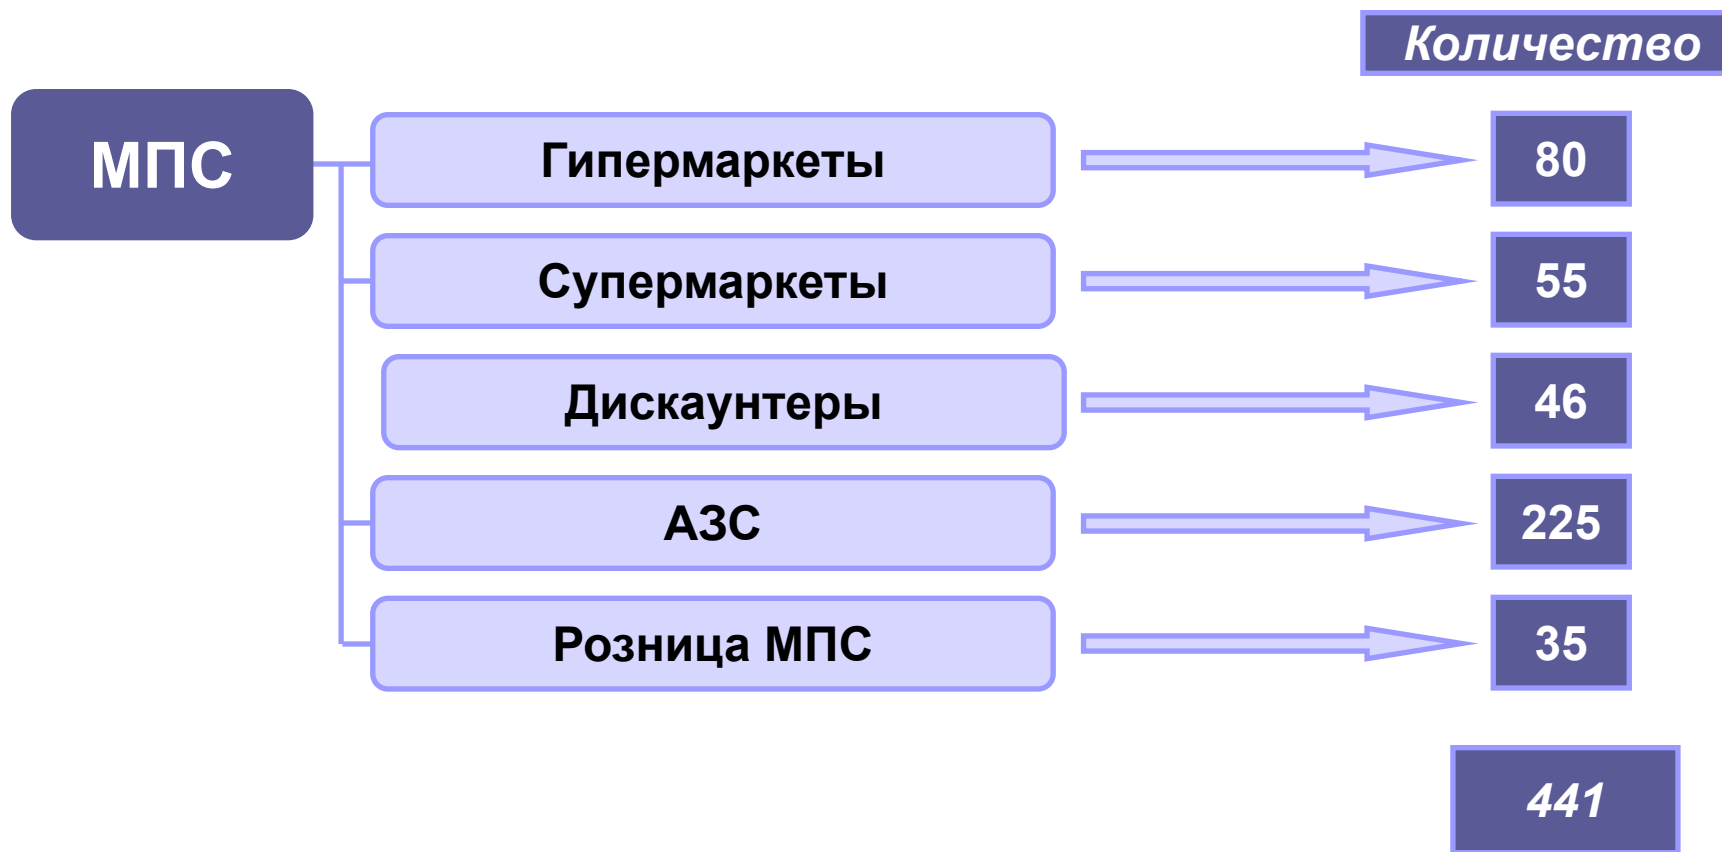 Количество
МПС
Гипермаркеты 80
Супермаркеты 55
Дискаунтеры 46
АЗС 225
Розница МПС 35
441